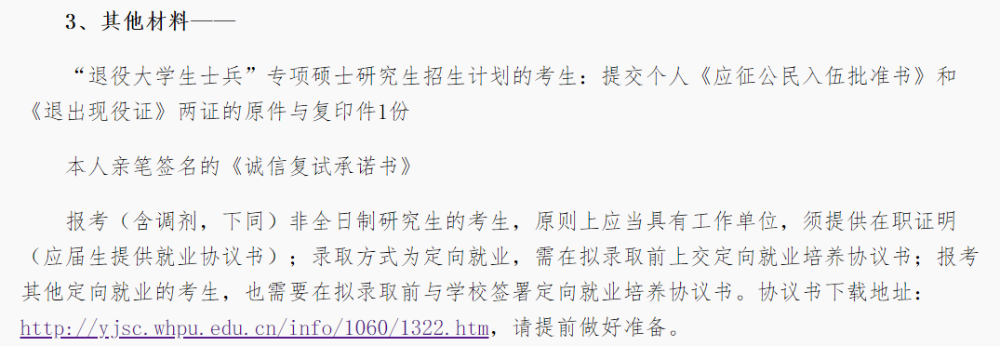 3、其他材料——
“退役大学生士兵”专项硕士研究生招生计划的考生：提交个人《应征公民入伍批准书》和
《退出现役证》两证的原件与复印件1份
本人亲笔签名的《诚信复试承诺书》
报考（含调剂，下同）非全日制研究生的考生，原则上应当具有工作单位，须提供在职证明
（应届生提供就业协议书）；录取方式为定向就业，需在拟录取前上交定向就业培养协议书；报考
其他定向就业的考生，也需要在拟录取前与学校签署定向就业培养协议书。协议书下载地址：
http://yjsc.whpu.edu.cn/info/1060/1322.htm，请提前做好准备。